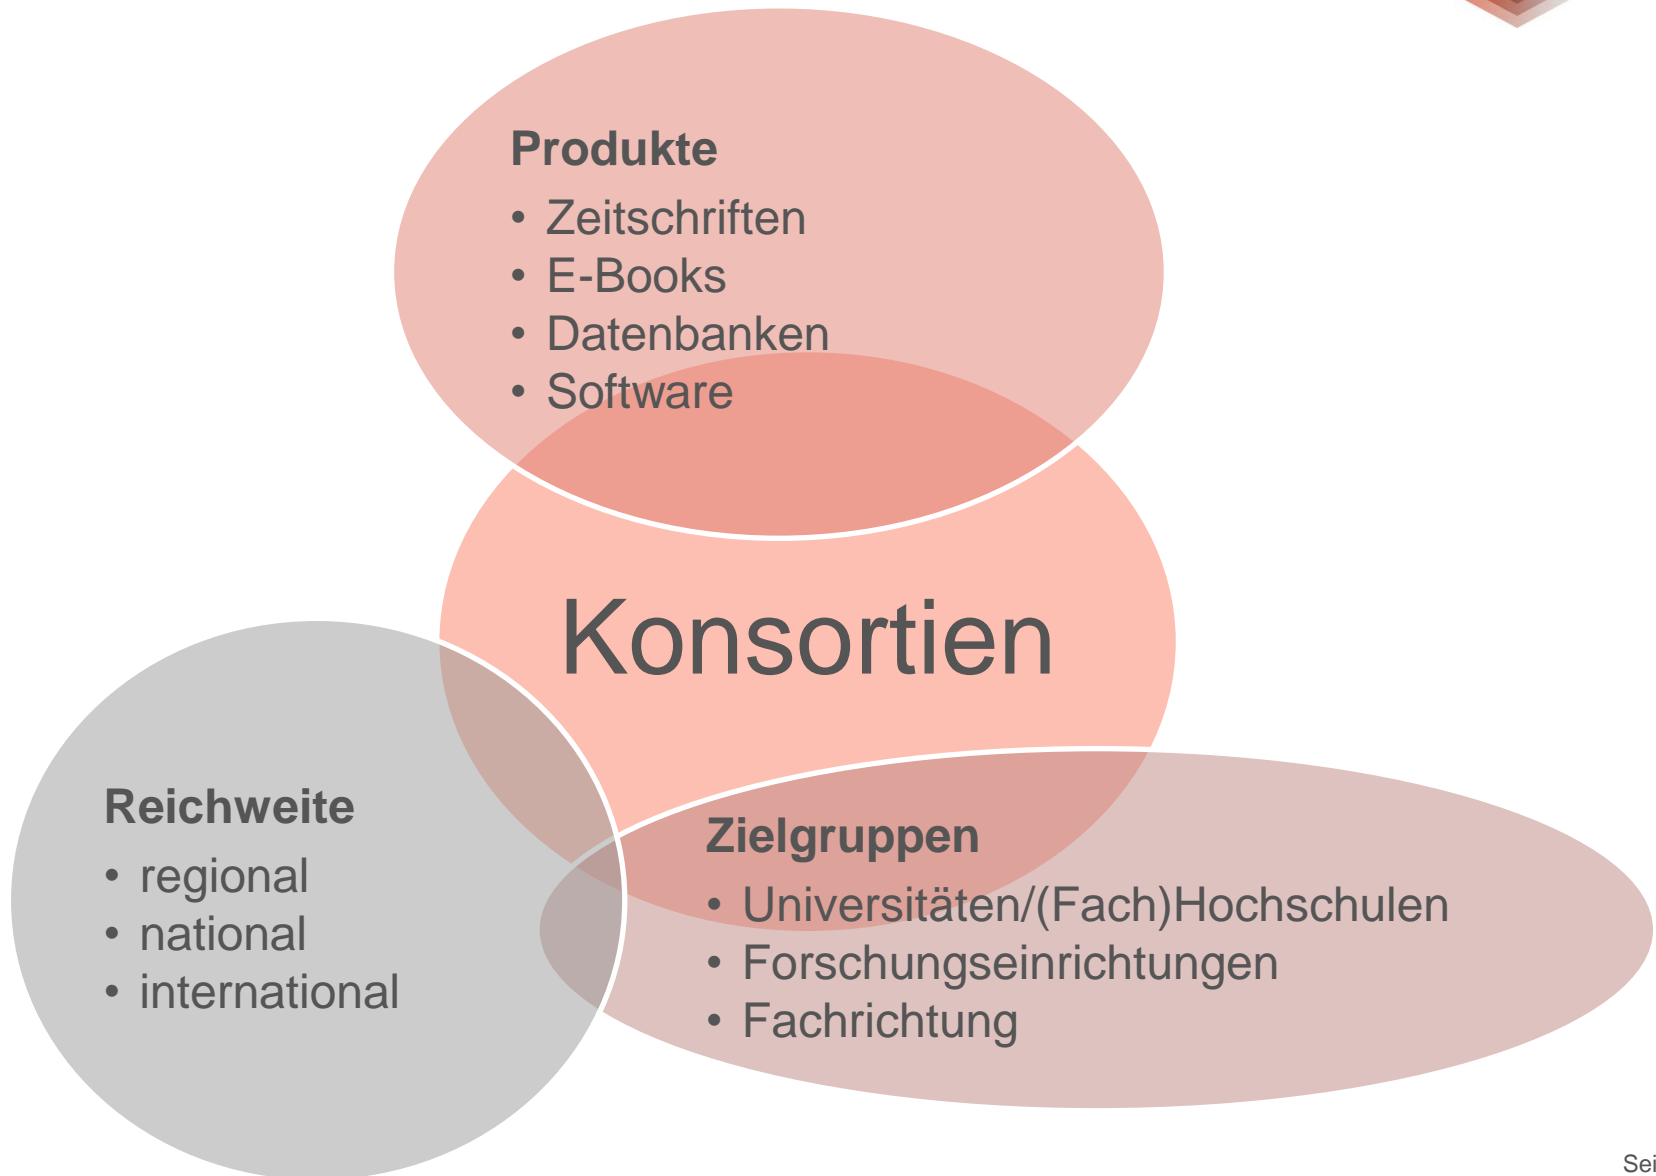 Produkte
• Zeitschriften
• E-Books
• Datenbanken
• Software
Konsortien
Reichweite
• regional
• national
• international
Zielgruppen
• Universitäten/(Fach)Hochschulen
• Forschungseinrichtungen
• Fachrichtung
Sei